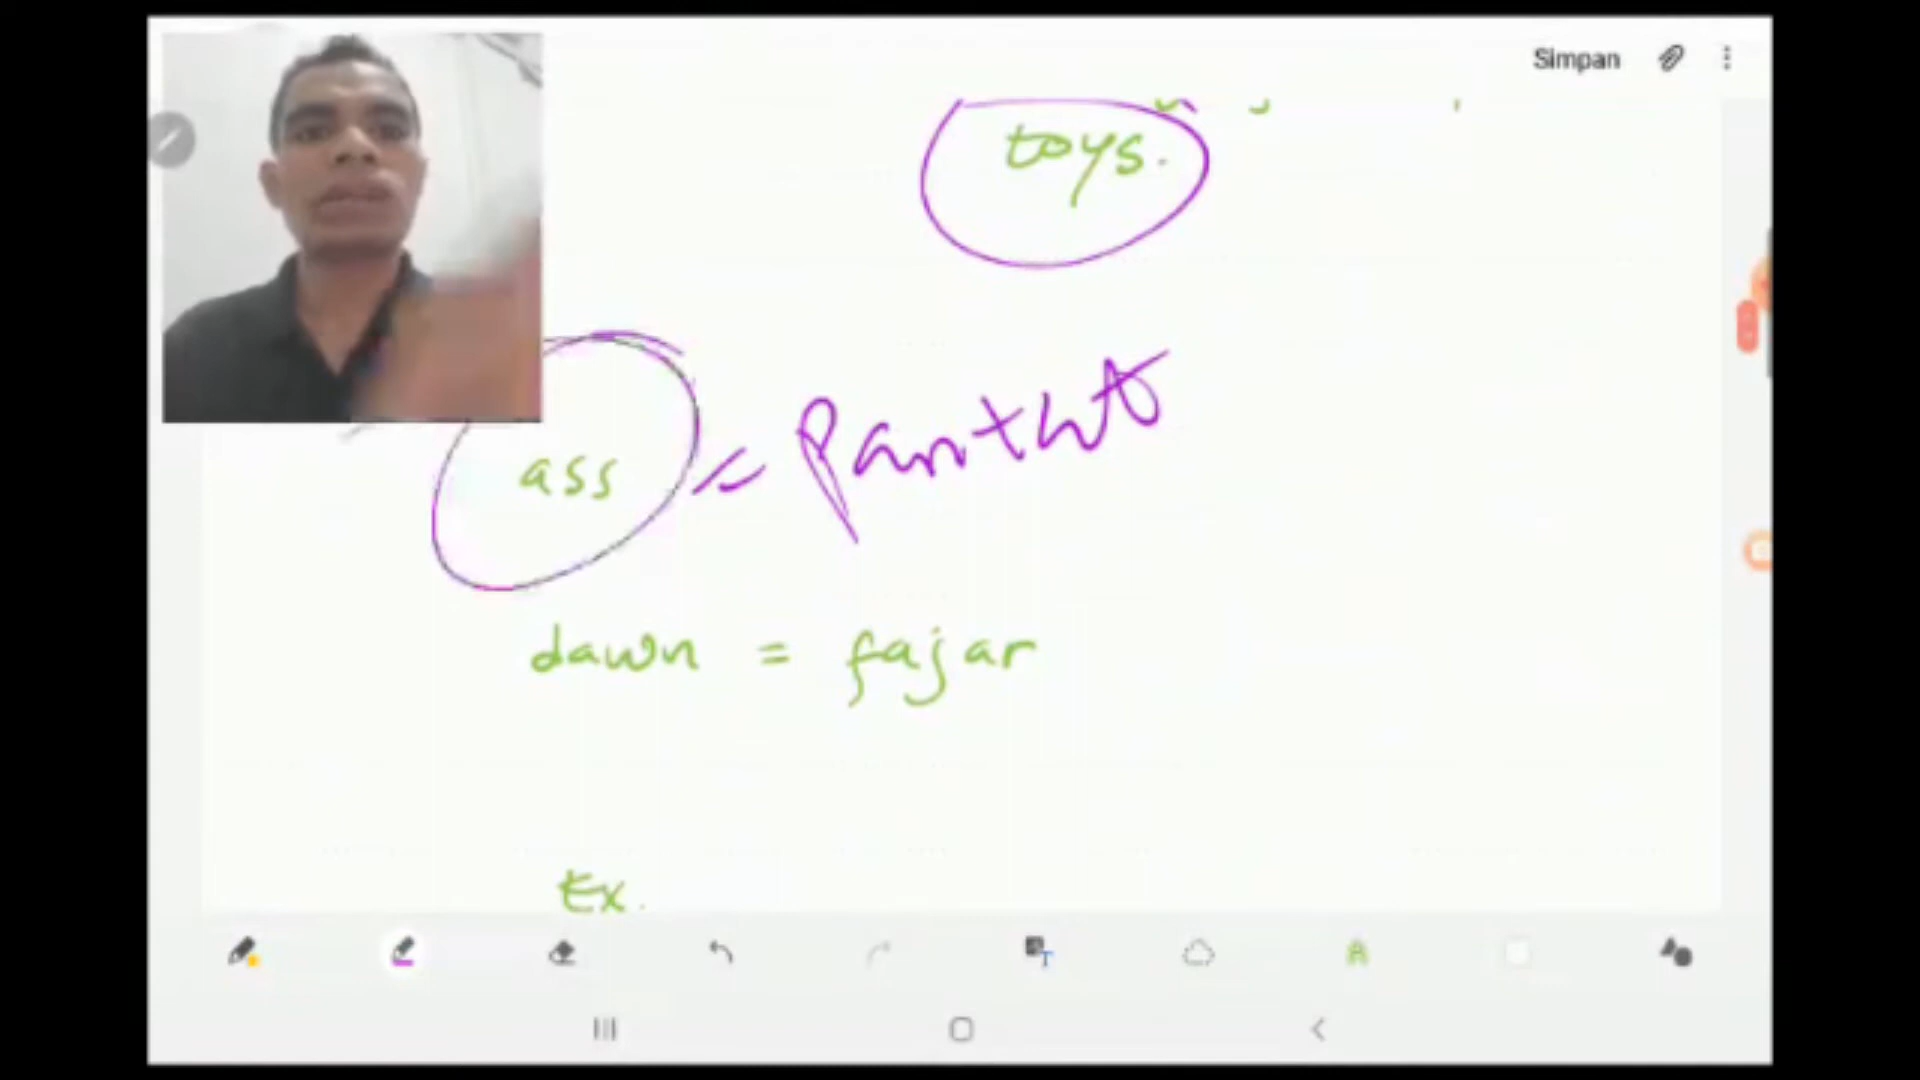 Simpan
toys.
ass = Pantat
dawn = fajar
Ex.